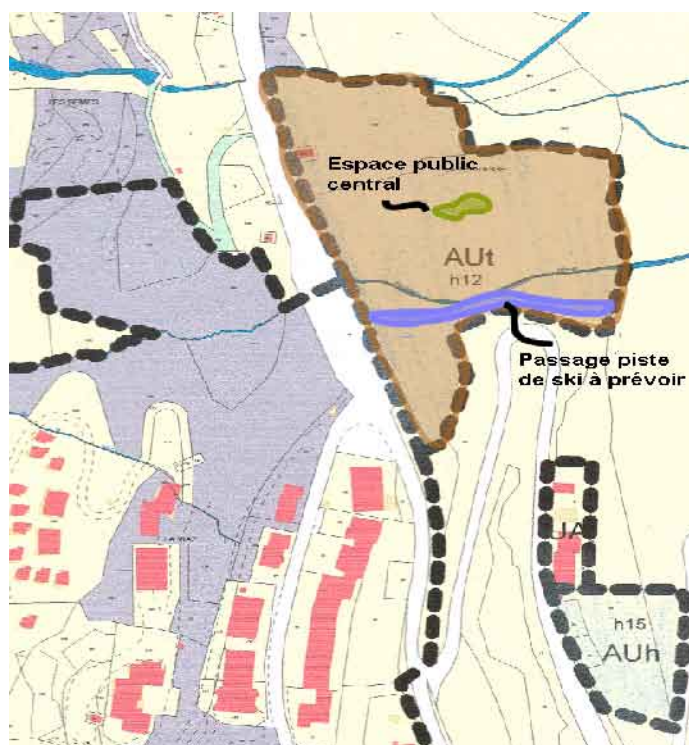 Espace public
central
AUt
h12
Passage piste
de ski à prévoir
UA
h15
AUh